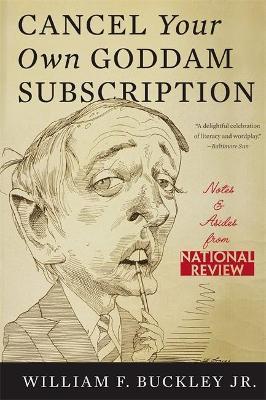 CANCEL Your
Own GODDAM
SUBSCRIPTION
"A delightful celebration
of literacy and wordplay."
—Baltimore Sun
Notes &
Asides
from
NATIONAL
REVIEW
WILLIAM F. BUCKLEY JR.